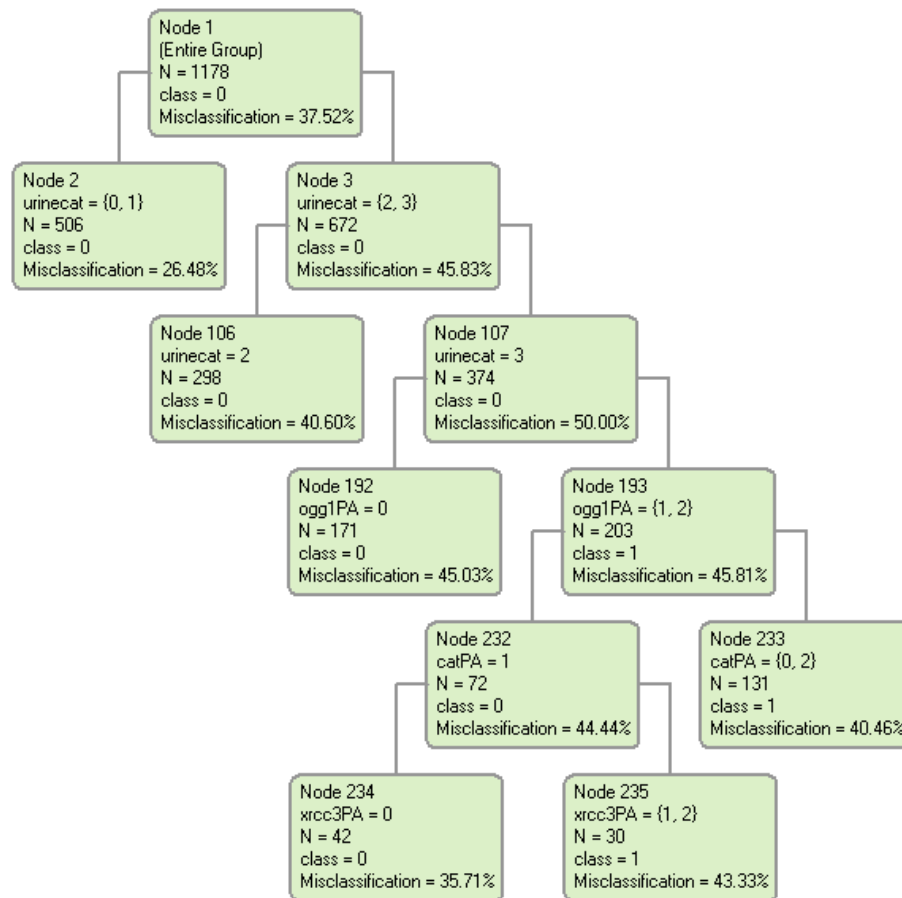 Node 1
(Entire Group)
N = 1178
class = 0
Misclassification = 37.52%
Node 2
urinecat = {0, 1}
N = 506
class = 0
Misclassification = 26.48%
Node 3
urinecat = {2, 3}
N = 672
class = 0
Misclassification = 45.83%
Node 106
urinecat = 2
N = 298
class = 0
Misclassification = 40.60%
Node 107
urinecat = 3
N = 374
class = 0
Misclassification = 50.00%
Node 192
ogg1PA = 0
N = 171
class = 0
Misclassification = 45.03%
Node 193
ogg1PA = {1, 2}
N = 203
class = 1
Misclassification = 45.81%
Node 232
catPA = 1
N = 72
class = 0
Misclassification = 44.44%
Node 233
catPA = {0, 2}
N = 131
class = 1
Misclassification = 40.46%
Node 234
xrcc3PA = 0
N = 42
class = 0
Misclassification = 35.71%
Node 235
xrcc3PA = {1, 2}
N = 30
class = 1
Misclassification = 43.33%